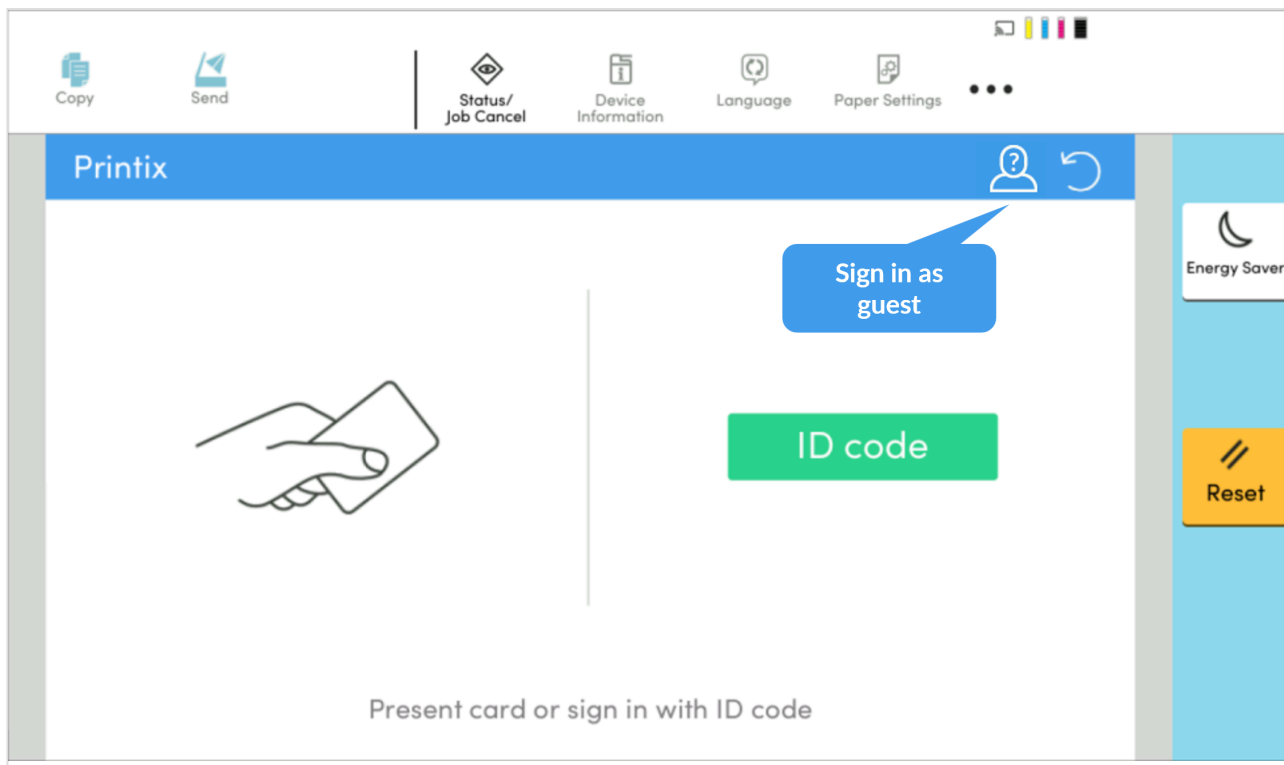 Copy
Send
Status/
Job Cancel
Device
Information
Language
Paper Settings
Printix
?
Sign in as
guest
Energy Saver
ID code
Reset
Present card or sign in with ID code